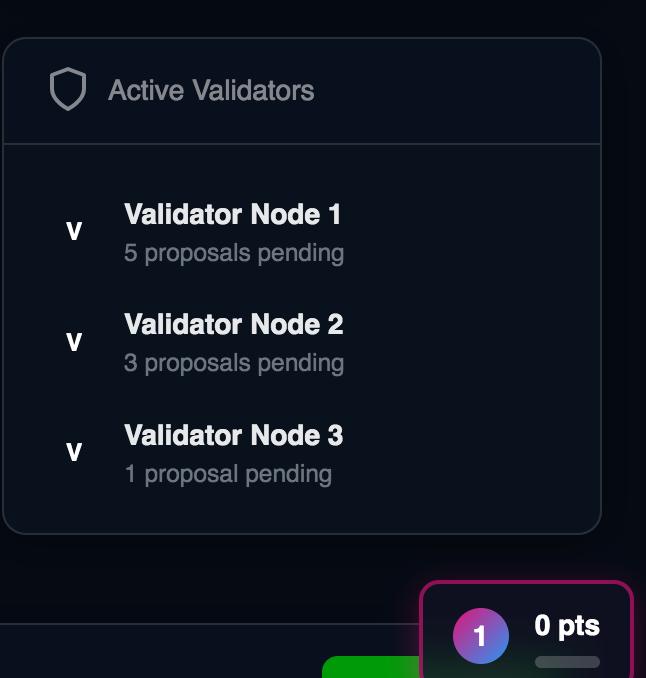 Active Validators
V
Validator Node 1
5 proposals pending
V
Validator Node 2
3 proposals pending
V
Validator Node 3
1 proposal pending
1
0 pts